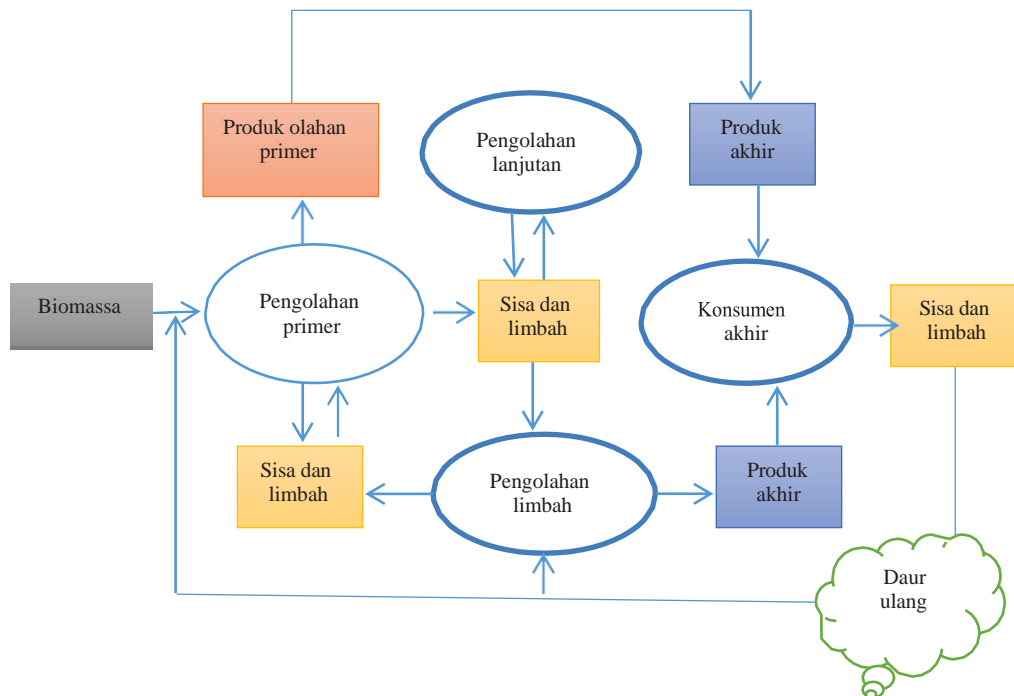 Produk olahan
primer
Pengolahan
lanjutan
Produk
akhir
Biomassa
Pengolahan
primer
Sisa dan
limbah
Konsumen
akhir
Sisa dan
limbah
Sisa dan
limbah
Pengolahan
limbah
Produk
akhir
Daur
ulang